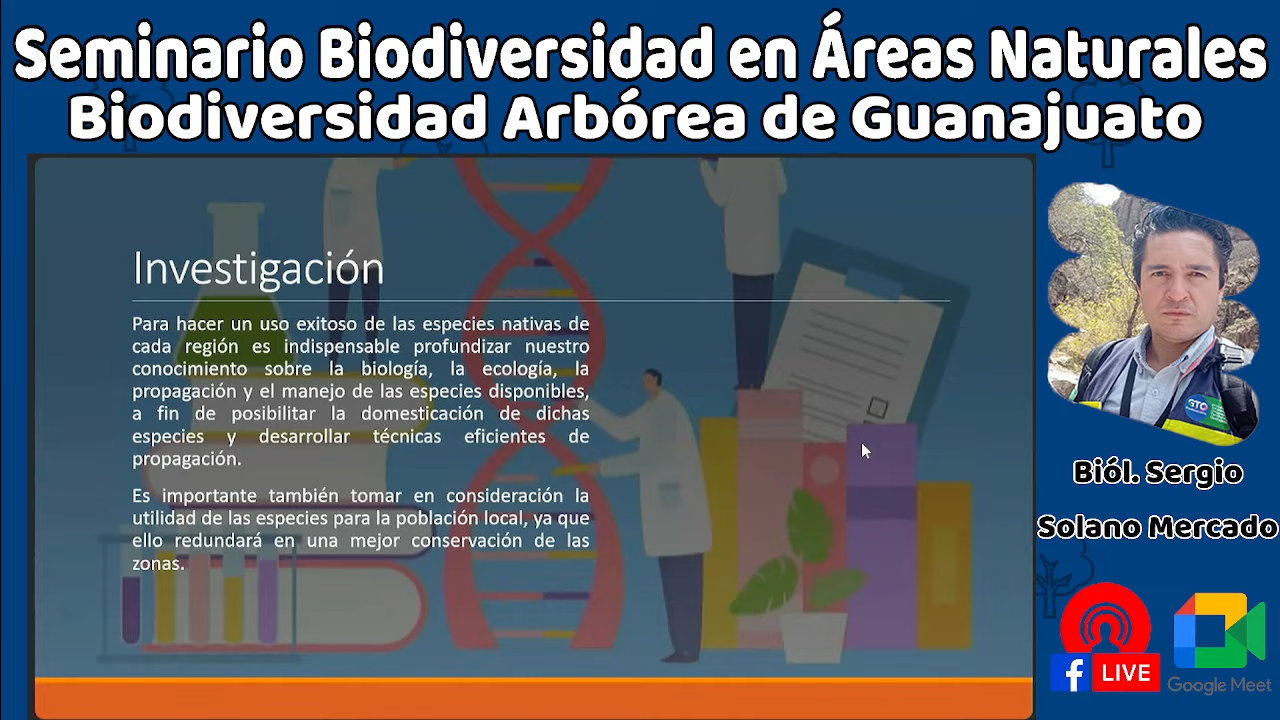 Seminario Biodiversidad en Áreas Naturales
Biodiversidad Arbórea de Guanajuato
Investigación
Para hacer un uso exitoso de las especies nativas de
cada región es indispensable profundizar nuestro
conocimiento sobre la biología, la ecología, la
propagación y el manejo de las especies disponibles,
a fin de posibilitar la domesticación de dichas
especies y desarrollar técnicas eficientes de
propagación.
Es importante también tomar en consideración la
utilidad de las especies para la población local, ya que
ello redundará en una mejor conservación de las
zonas.
GTO
Biól. Sergio
Solano Mercado
f LIVE
Google Meet